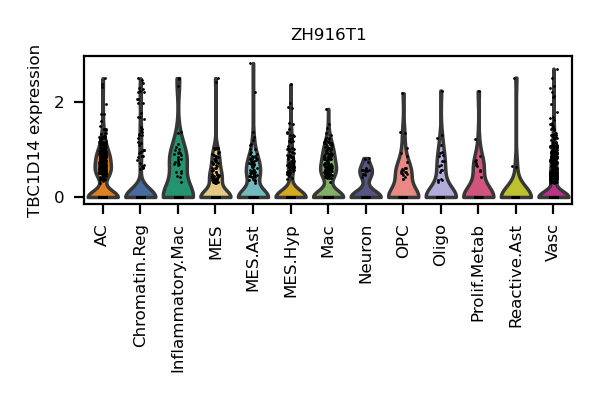 ZH916T1
TBC1D14 expression
2
0
AC
Chromatin.Reg
Inflammatory.Mac
MES
MES.Ast
MES.Hyp
Mac
Neuron
OPC
Oligo
Prolif.Metab
Reactive.Ast
Vasc